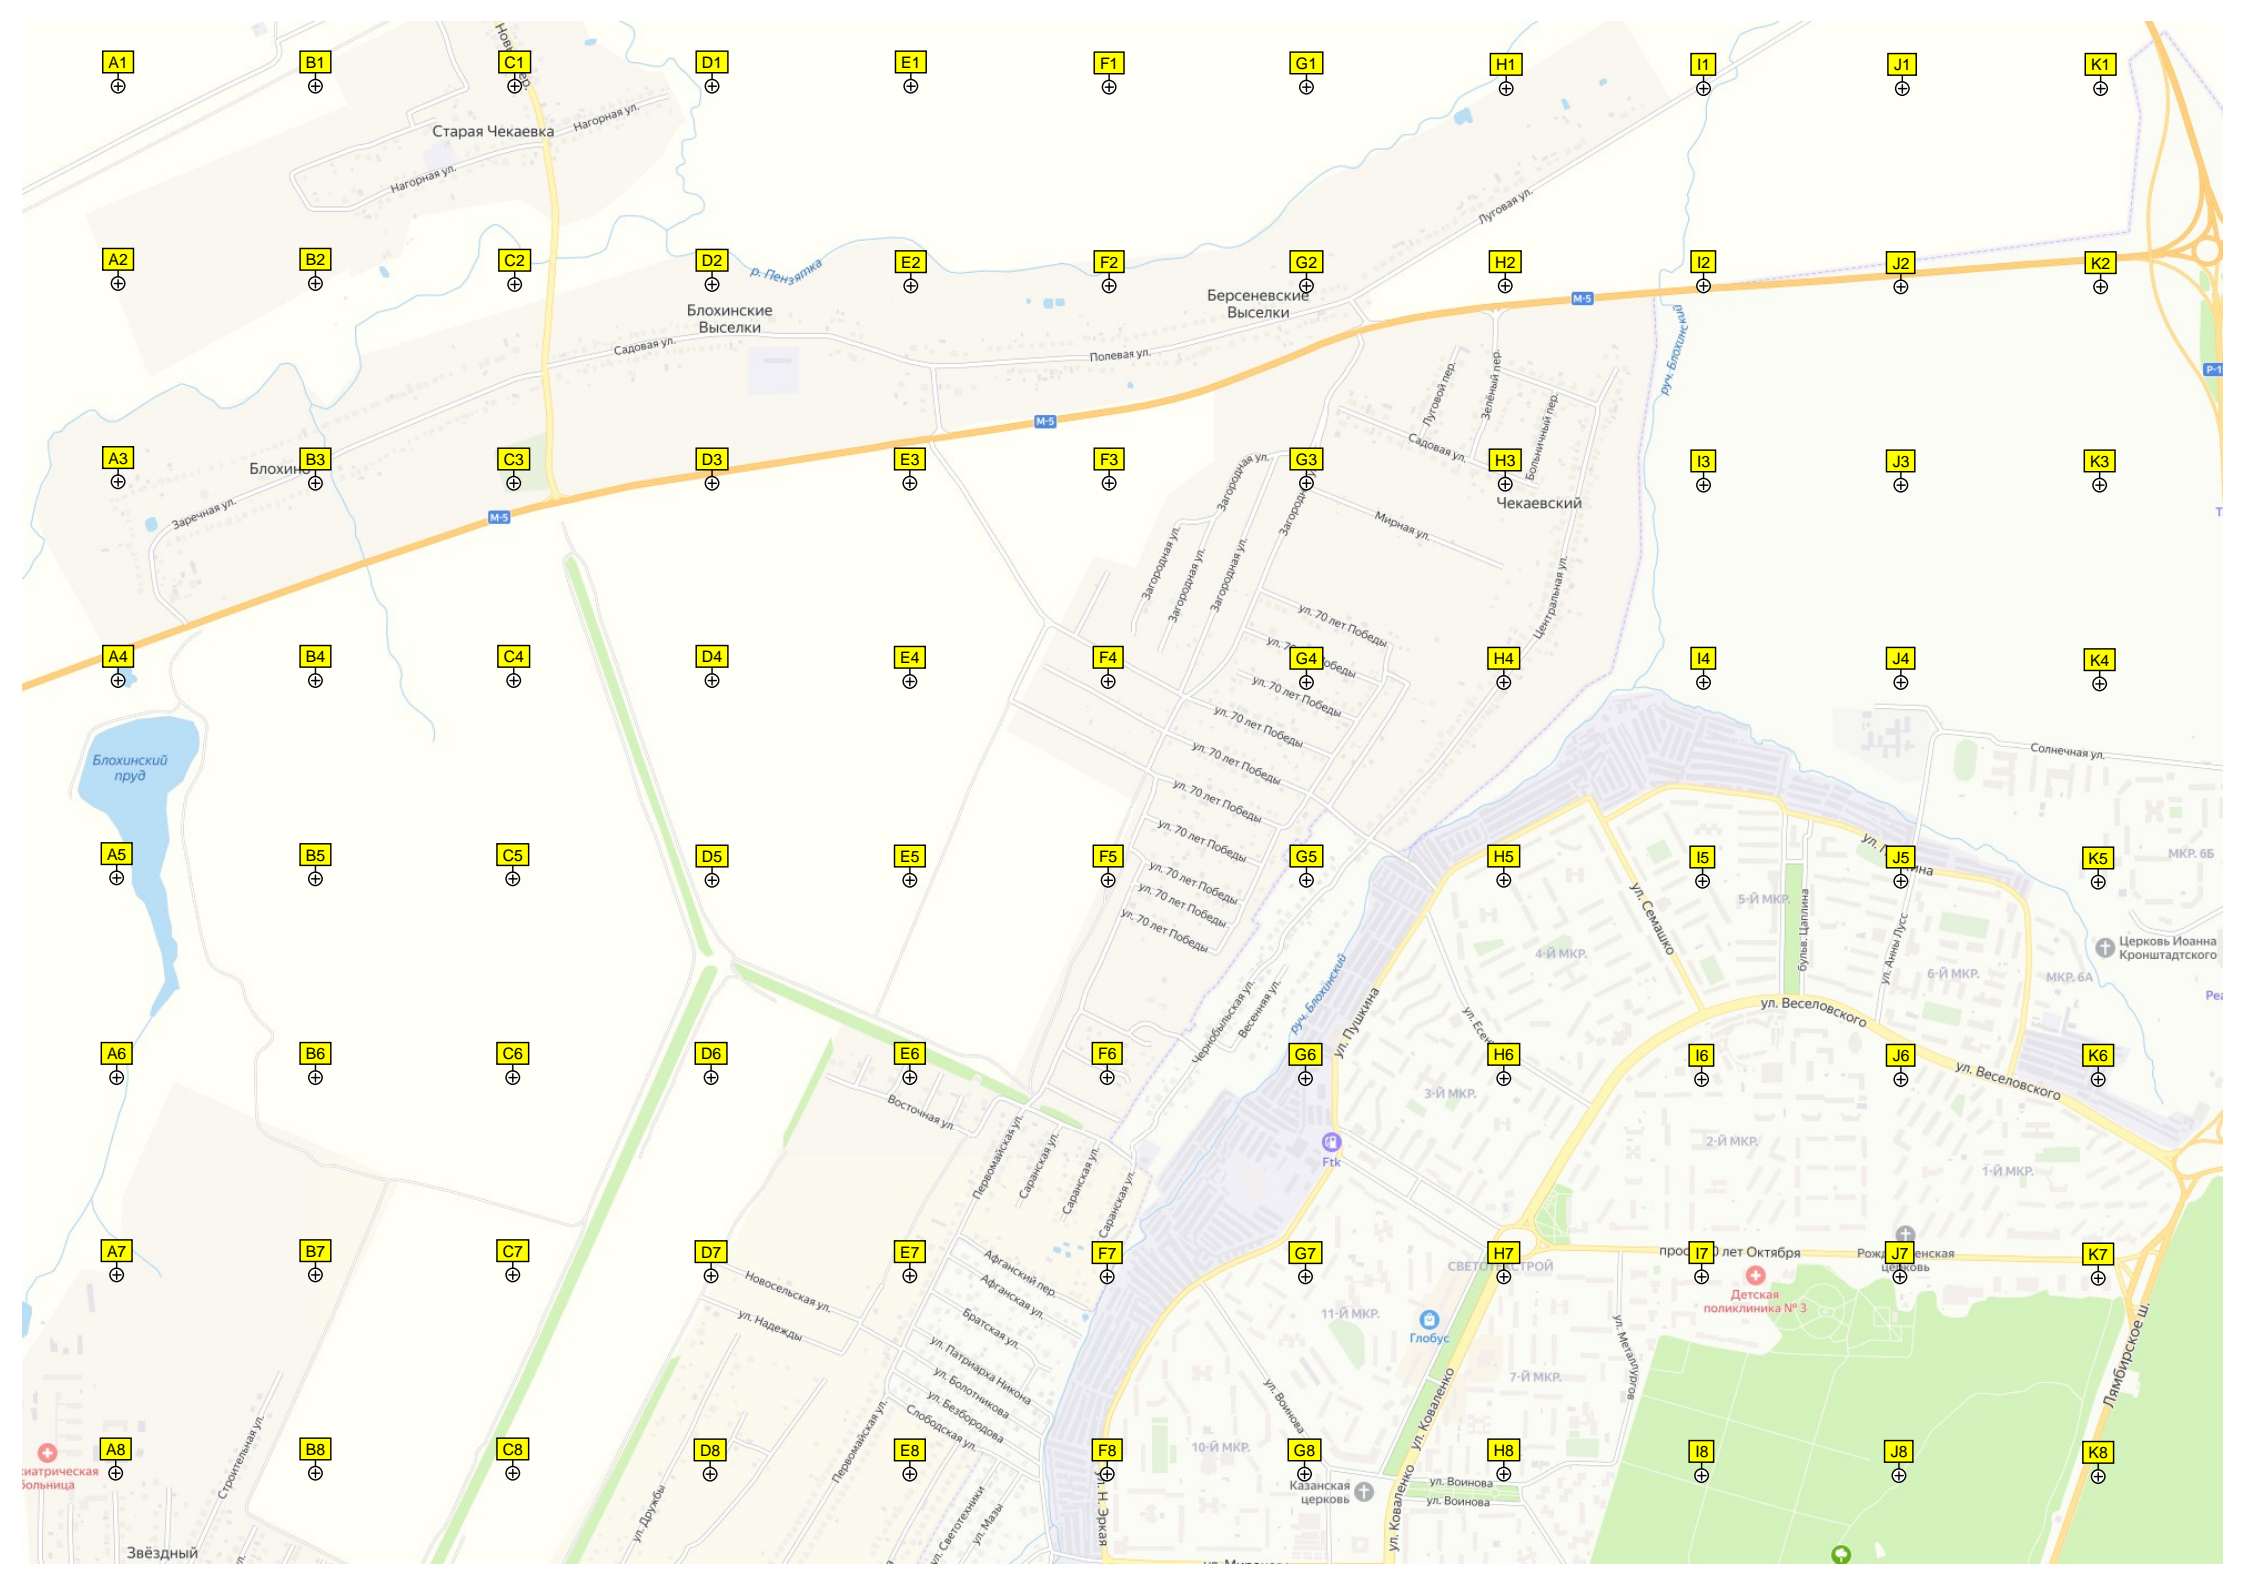 A1
B1
C1
D1
E1
F1
G1
H1
I1
J1
K1
Старая Чекаевка
Нагорная ул.
Нагорная ул.
Луговая ул.
A2
B2
C2
D2
E2
F2
G2
H2
I2
J2
K2
р. Пензятка
Блохинские
Выселки
Берсеневские
Выселки
М-5
Садовая ул.
Полевая ул.
руч. Блохинский
Луговой пер.
Зелёный пер.
Больничный пер.
Садовая ул.
М-5
A3
B3
C3
D3
E3
F3
G3
H3
I3
J3
K3
Заречная ул.
М-5
Загородная ул.
Загородная ул.
Загородная ул.
Загородная ул.
Мирная ул.
Чекаевский
Центральная ул.
ул. 70 лет Победы
A4
B4
C4
D4
E4
F4
G4
H4
I4
J4
K4
ул. 70 лет Победы
ул. 70 лет Победы
ул. 70 лет Победы
ул. 70 лет Победы
ул. 70 лет Победы
Солнечная ул.
Блохинский
пруд
A5
B5
C5
D5
E5
F5
G5
H5
I5
J5
K5
МКР. 6Б
ул. 70 лет Победы
ул. 70 лет Победы
ул. 70 лет Победы
ул. Семашко
5-Й МКР.
бульв. Цаплина
ул. Анны Лусс
4-Й МКР.
6-Й МКР.
МКР. 6А
Церковь Иоанна
Кронштадтского
Чернобыльская ул.
Весенняя ул.
руч. Блохинский
ул. Пушкина
ул. Веселовского
A6
B6
C6
D6
E6
F6
G6
H6
I6
J6
K6
ул. Веселовского
Восточная ул.
3-Й МКР.
2-Й МКР.
1-Й МКР.
Ftk
Первомайская ул.
Саранская ул.
Саранская ул.
Саранская ул.
A7
B7
C7
D7
E7
F7
G7
H7
I7
J7
K7
лет Октября
церковь
СВЕТОТЕХСТРОЙ
Детская
поликлиника № 3
Новосельская ул.
ул. Надежды
Афганский пер.
Афганская ул.
Братская ул.
ул. Патриарха Никона
ул. Болотникова
ул. Безбородова
Слободская ул.
11-Й МКР.
Глобус
7-Й МКР.
ул. Металлургов
Лямбирское ш.
ул. Воинова
ул. Коваленко
10-Й МКР.
A8
B8
C8
D8
E8
F8
G8
H8
I8
J8
K8
Строительная ул.
больница
Первомайская ул.
ул. Дружбы
ул. Светотехники
ул. Мазы
Н. Эркая
Казанская
церковь
ул. Коваленко
ул. Воинова
ул. Воинова
Звёздный